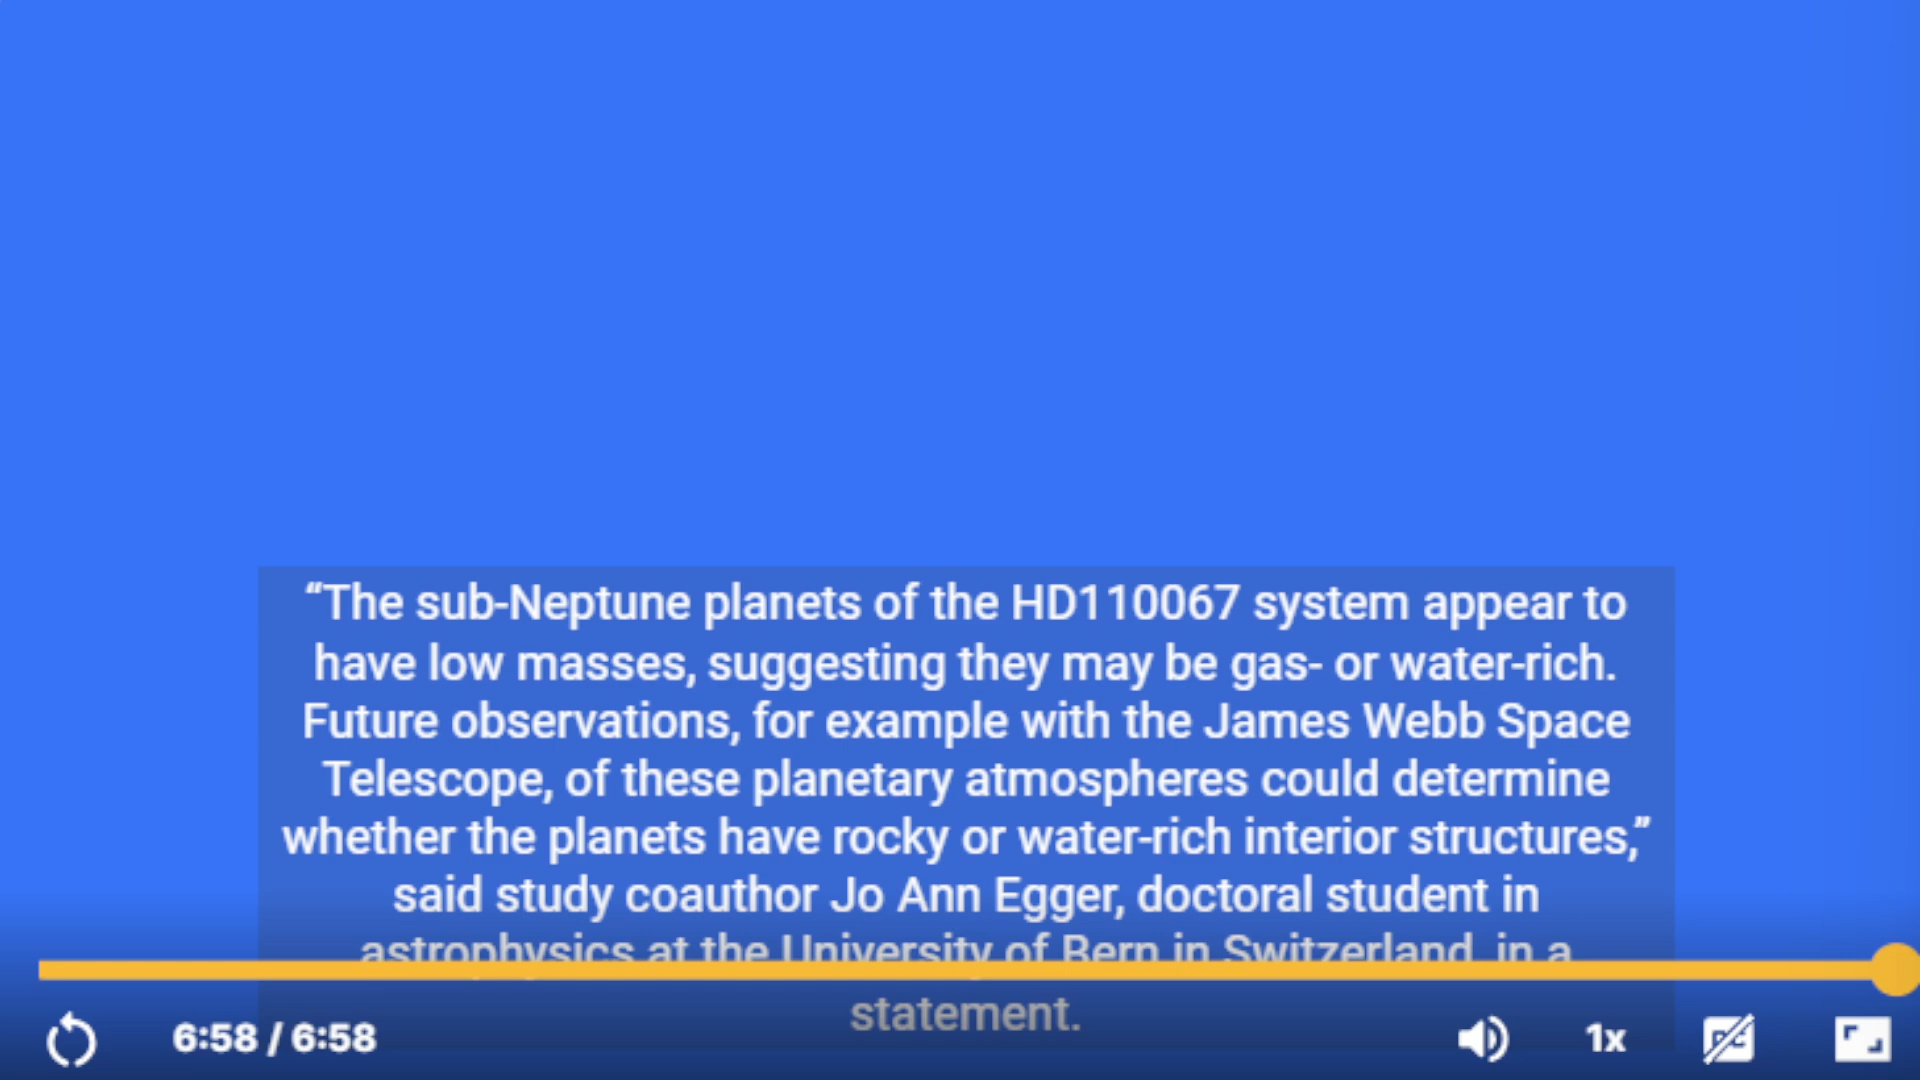 “The sub-Neptune planets of the HD110067 system appear to
have low masses, suggesting they may be gas- or water-rich.
Future observations, for example with the James Webb Space
Telescope, of these planetary atmospheres could determine
whether the planets have rocky or water-rich interior structures,”
said study coauthor Jo Ann Egger, doctoral student in
astrophysics at the University of Bern in Switzerland, in a
statement.
6:58 / 6:58
1x
CC